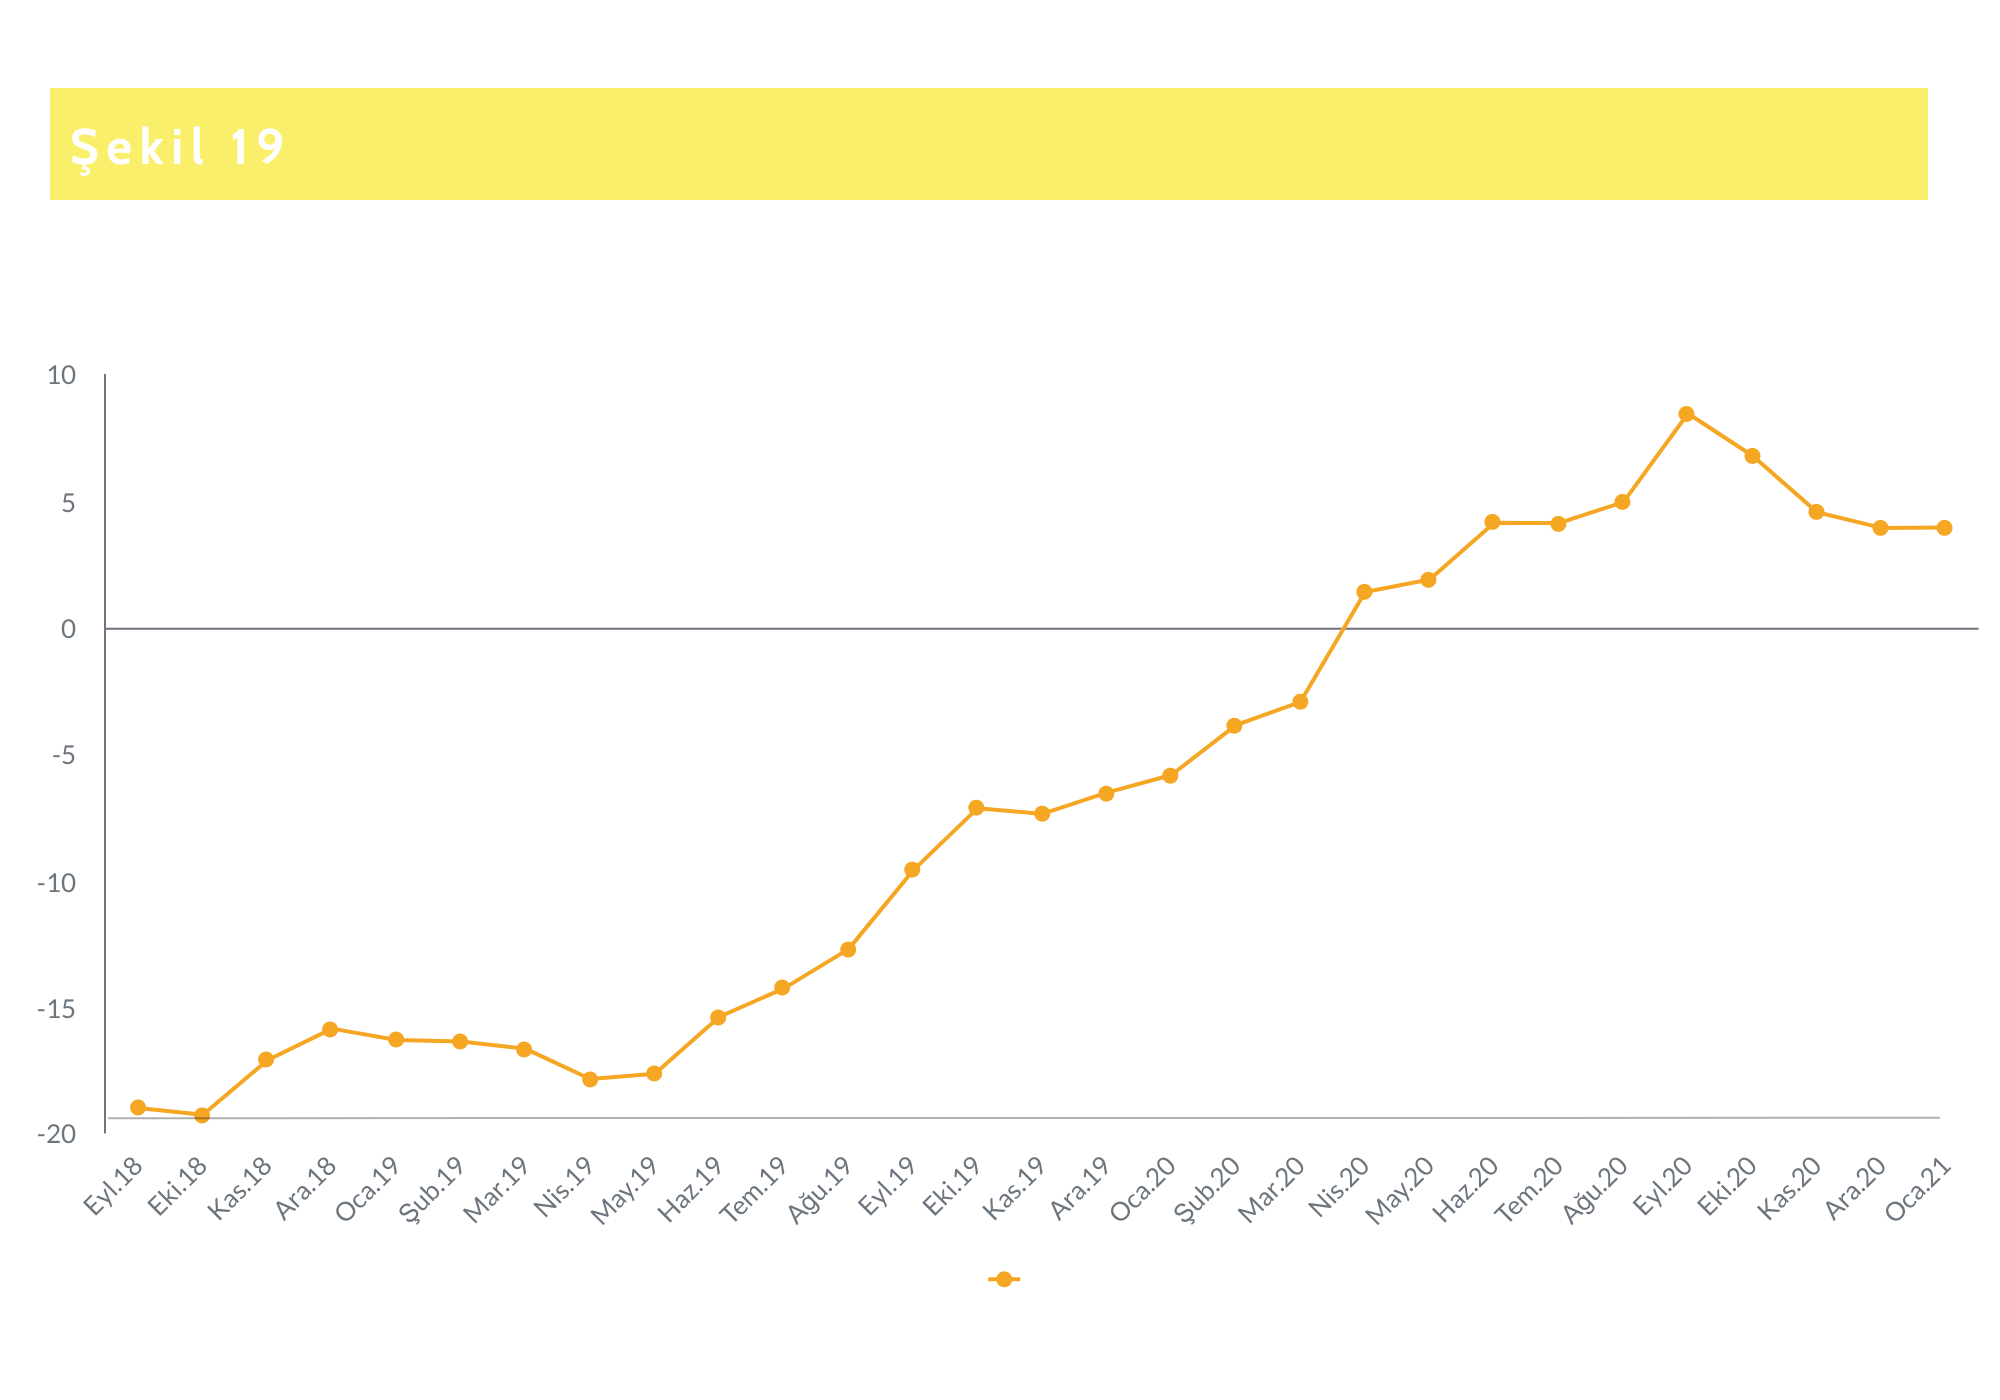 Şekil 19
10
5
0
-5
-10
-15
-20
Eyl.18
Eki.18
Kas.18
Ara.18
Oca.19
Şub.19
Mar.19
Nis.19
May.19
Haz.19
Tem.19
Ağu.19
Eyl.19
Eki.19
Kas.19
Ara.19
Oca.20
Şub.20
Mar.20
Nis.20
May.20
Haz.20
Tem.20
Ağu.20
Eyl.20
Eki.20
Kas.20
Ara.20
Oca.21